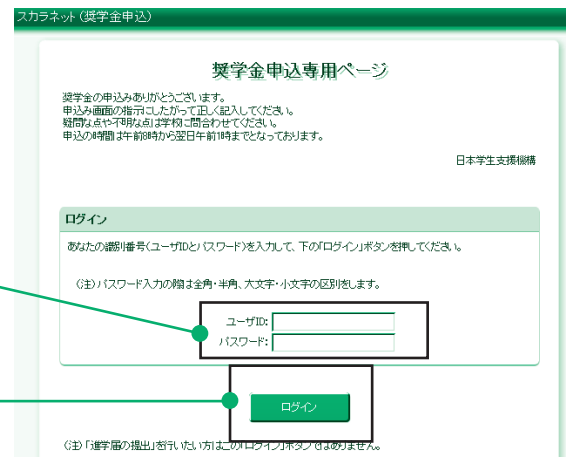 スカラネット(奨学金申込)
奨学金申込専用ページ
奨学金の申込みありがとうございます。
申込み画面の指示にしたがって正しく記入してください。
疑問な点や不明な点は学校に問合わせてください。
申込の時間は午前8時から翌日午前1時までとなっております。
日本学生支援機構
ログイン
あなたの識別番号(ユーザIDとパスワード)を入力して、下の「ログイン」ボタンを押してください。
(注)パスワード入力の際は全角・半角、大文字・小文字の区別をします。
ユーザID:
パスワード:
ログイン
(注)「進学届の提出」を行いたい方はこの「ログイン」ボタンではありません。